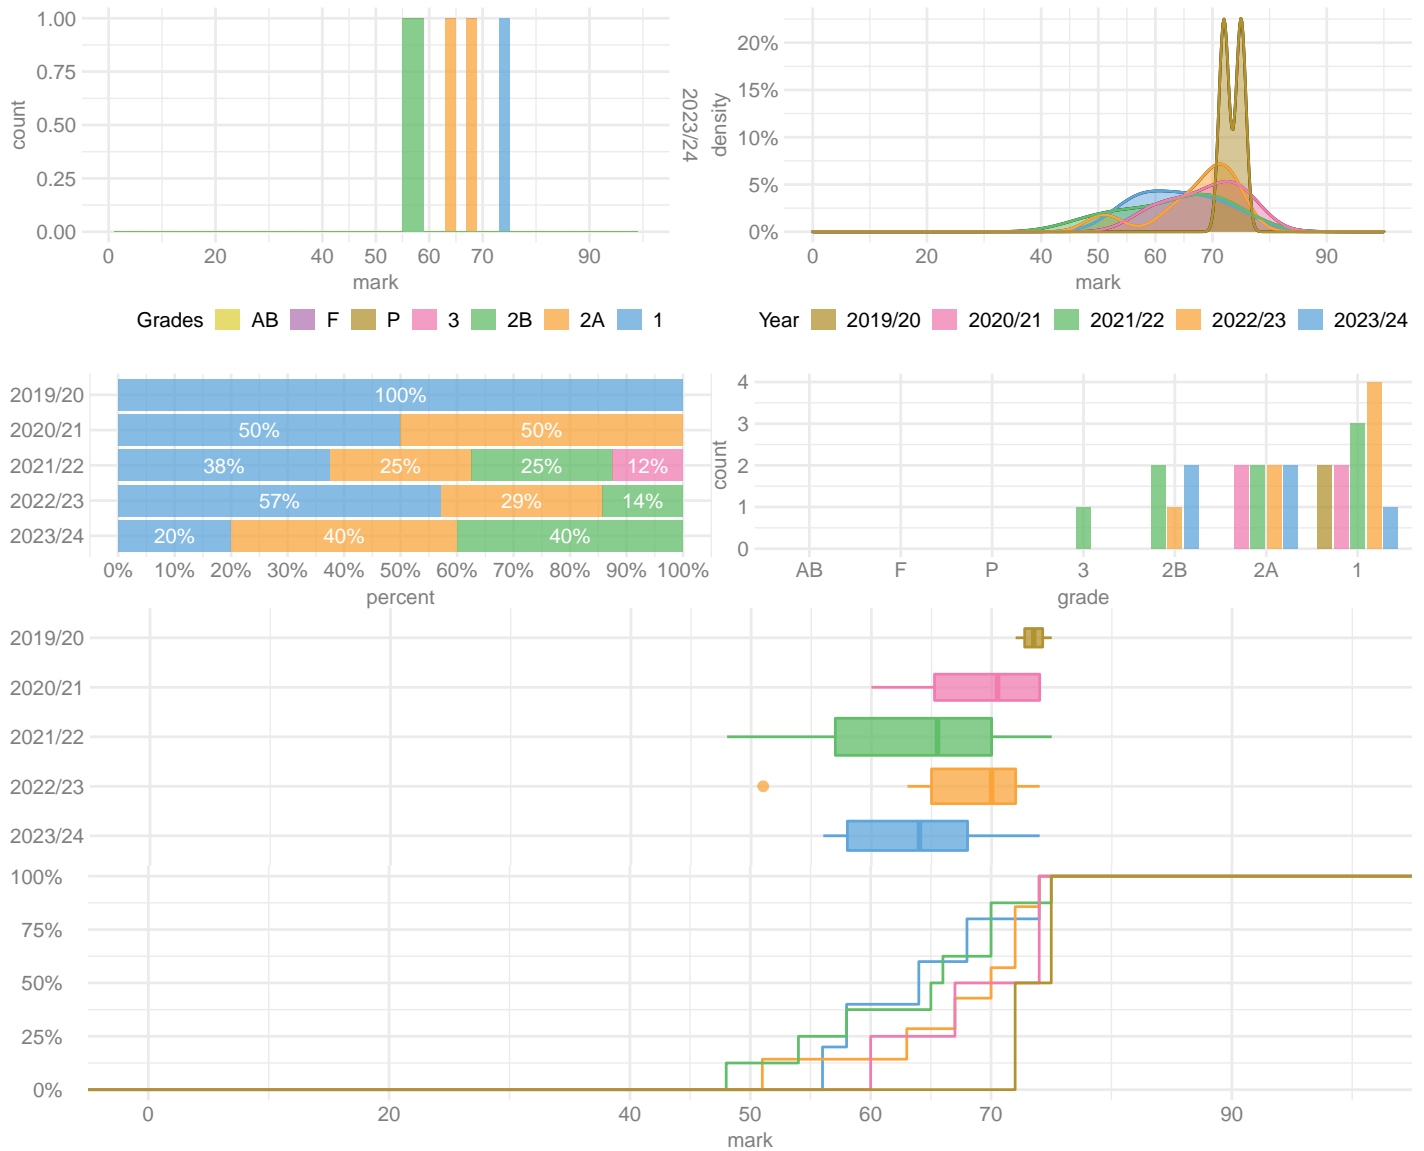 1.00
0.75
0.50
0.25
0.00
count
0 20 40 50 60 70 90
mark
2023/24
20%
15%
10%
5%
0%
density
0 20 40 50 60 70 90
mark
Grades AB F P 3 2B 2A 1
Year 2019/20 2020/21 2021/22 2022/23 2023/24
2019/20 100%
2020/21 50% 50%
2021/22 38% 25% 25% 12%
2022/23 57% 29% 14%
2023/24 20% 40% 40%
0% 10% 20% 30% 40% 50% 60% 70% 80% 90% 100%
percent
4
3
2
1
0
count
AB F P 3 2B 2A 1
grade
2019/20
2020/21
2021/22
2022/23
2023/24
100%
75%
50%
25%
0%
0 20 40 50 60 70 90
mark